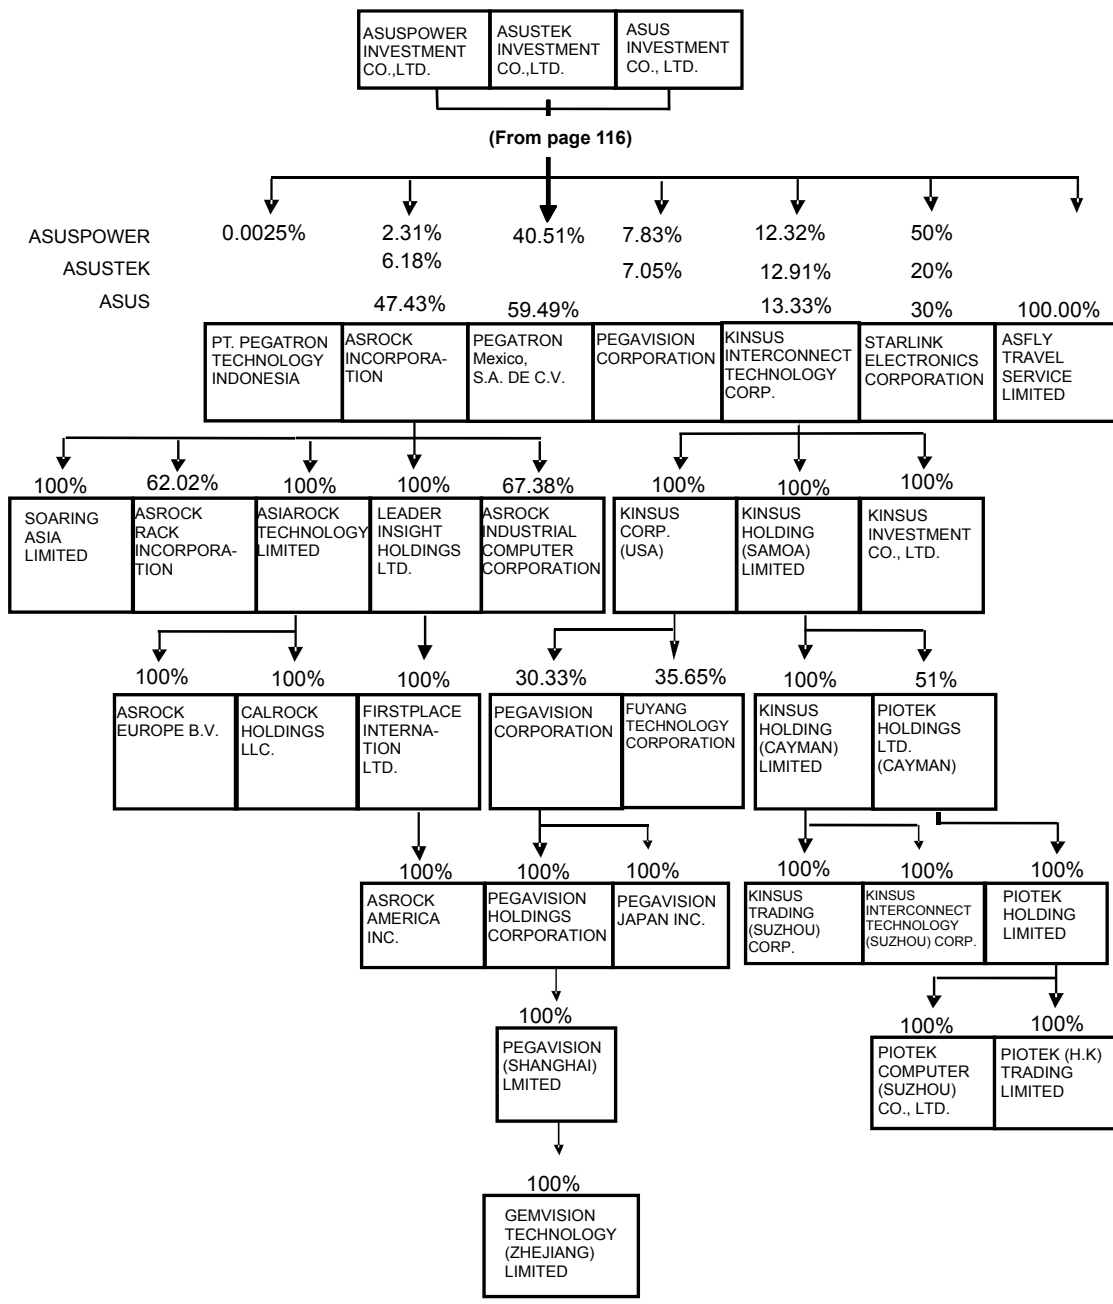 ASUSPOWER
INVESTMENT
CO.,LTD.
ASUSTEK
INVESTMENT
CO.,LTD.
ASUS
INVESTMENT
CO., LTD.
(From page 116)
ASUSPOWER
0.0025%
2.31%
40.51%
7.83%
12.32%
50%
ASUSTEK
6.18%
7.05%
12.91%
20%
ASUS
47.43%
59.49%
13.33%
30%
100.00%
PT. PEGATRON
TECHNOLOGY
INDONESIA
ASROCK
INCORPORA-
TION
PEGATRON
Mexico,
S.A. DE C.V.
PEGAVISION
CORPORATION
KINSUS
INTERCONNECT
TECHNOLOGY
CORP.
STARLINK
ELECTRONICS
CORPORATION
ASFLY
TRAVEL
SERVICE
LIMITED
100%
62.02%
100%
100%
67.38%
100%
100%
100%
SOARING
ASIA
LIMITED
ASROCK
RACK
INCORPORA-
TION
ASIAROCK
TECHNOLOGY
LIMITED
LEADER
INSIGHT
HOLDINGS
LTD.
ASROCK
INDUSTRIAL
COMPUTER
CORPORATION
KINSUS
CORP.
(USA)
KINSUS
HOLDING
(SAMOA)
LIMITED
KINSUS
INVESTMENT
CO., LTD.
100%
100%
100%
30.33%
35.65%
100%
51%
ASROCK
EUROPE B.V.
CALROCK
HOLDINGS
LLC.
FIRSTPLACE
INTERNA-
TION
LTD.
PEGAVISION
CORPORATION
FUYANG
TECHNOLOGY
CORPORATION
KINSUS
HOLDING
(CAYMAN)
LIMITED
PIOTEK
HOLDINGS
LTD.
(CAYMAN)
100%
100%
100%
100%
100%
100%
ASROCK
AMERICA
INC.
PEGAVISION
HOLDINGS
CORPORATION
PEGAVISION
JAPAN INC.
KINSUS
TRADING
(SUZHOU)
CORP.
KINSUS
INTERCONNECT
TECHNOLOGY
(SUZHOU) CORP.
PIOTEK
HOLDING
LIMITED
100%
100%
100%
PEGAVISION
(SHANGHAI)
LMITED
PIOTEK
COMPUTER
(SUZHOU)
CO., LTD.
PIOTEK (H.K)
TRADING
LIMITED
100%
GEMVISION
TECHNOLOGY
(ZHEJIANG)
LIMITED